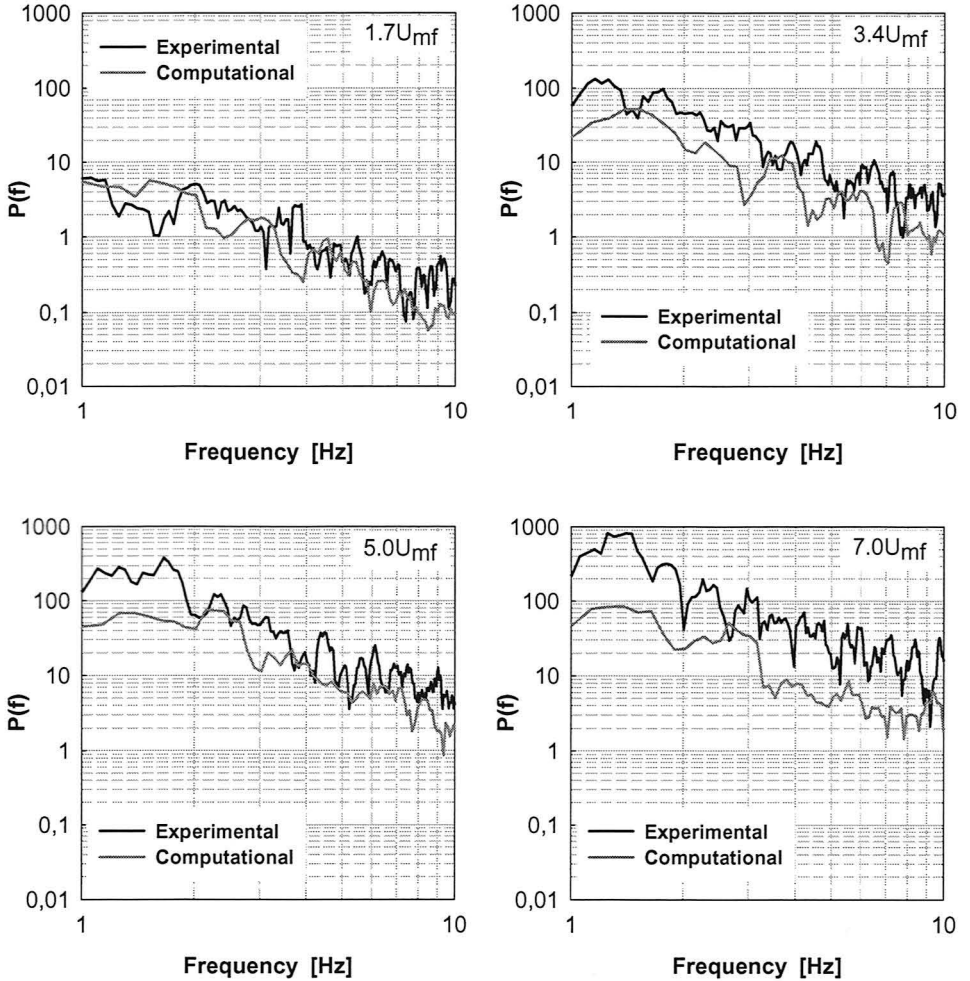 1000
100
10
1
0,1
0,01
P(f)
Experimental
Computational
1.7Umf
1
10
Frequency [Hz]
1000
100
10
1
0,1
0,01
P(f)
3.4Umf
Experimental
Computational
1
10
Frequency [Hz]
1000
100
10
1
0,1
0,01
P(f)
5.0Umf
Experimental
Computational
1
10
Frequency [Hz]
1000
100
10
1
0,1
0,01
P(f)
7.0Umf
Experimental
Computational
1
10
Frequency [Hz]